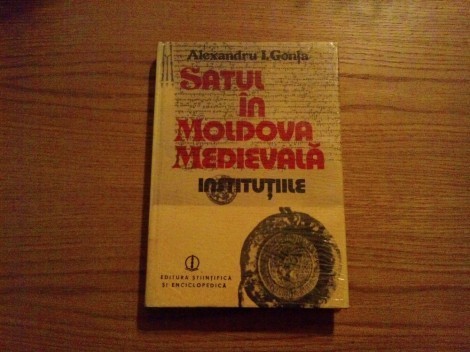 Alexandru I. Gonța
SATUL
ÎN
MOLDOVA
MEDIEVALĂ
INSTITUȚIILE
EDITURA ȘTIINȚIFICĂ
ȘI ENCICLOPEDICĂ